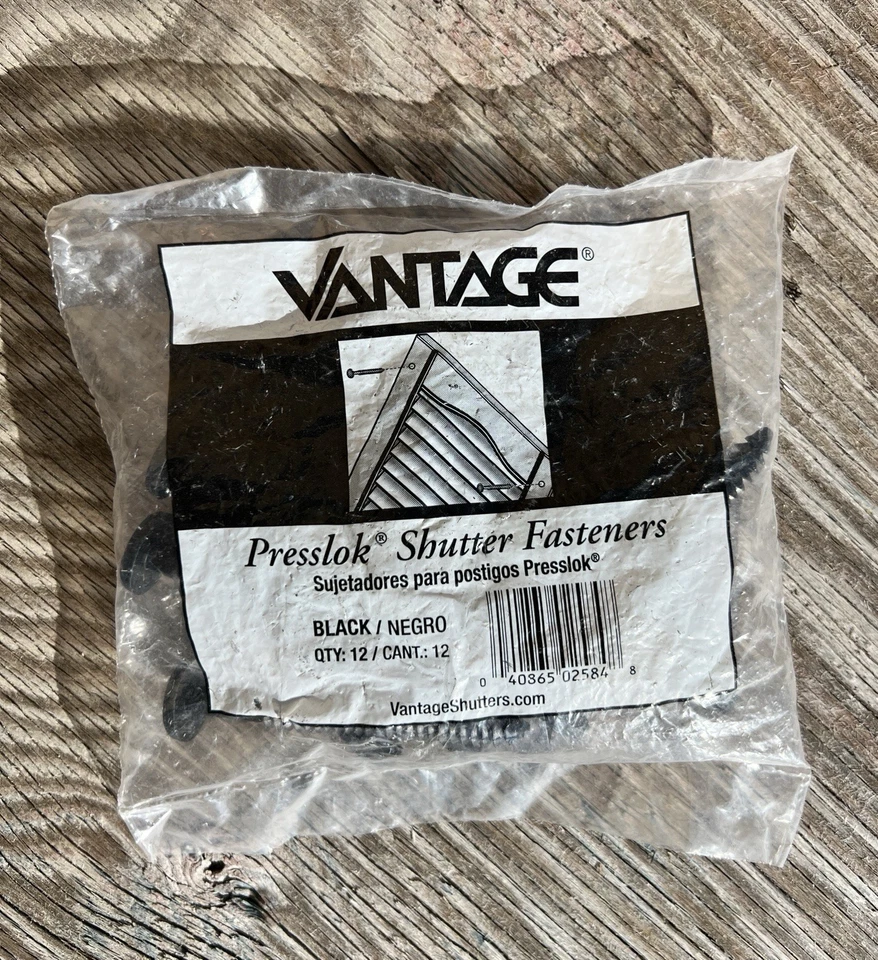 VANTAGE®
Presslok® Shutter Fasteners
Sujetadores para postigos Presslok®
BLACK / NEGRO
QTY: 12 / CANT.: 12
0 40865 02584 8
VantageShutters.com